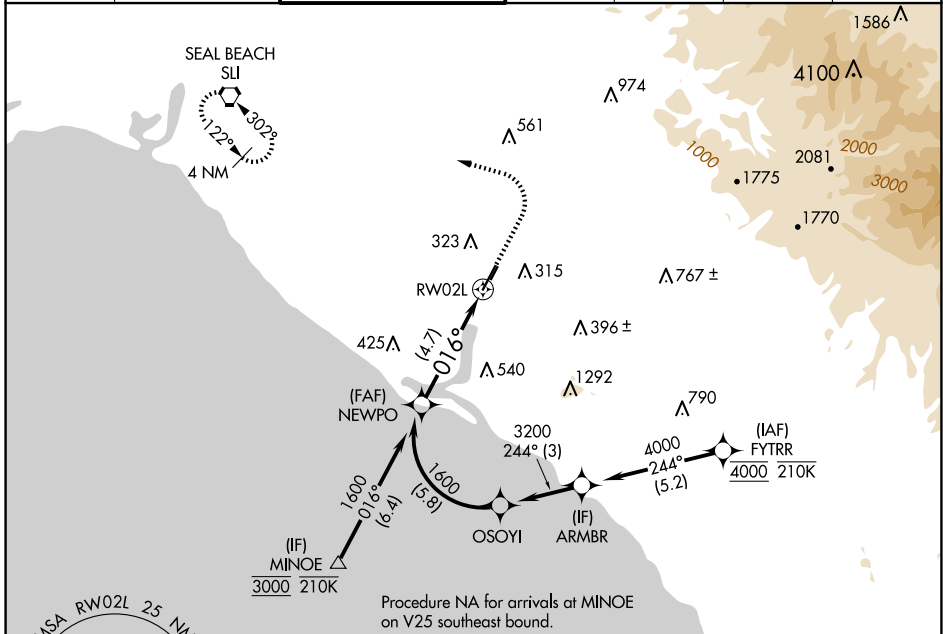 1586
SEAL BEACH
SLI
4100
974
302°
122°
4 NM
561
1000
2081
2000
1775
3000
1770
323
315
RW02L
767 ±
396 ±
(4.7)
016°
425
540
1292
790
(FAF)
NEWPO
3200
244° (3)
4000
244°
(5.2)
(IAF)
FYTRR
4000 210K
1600
(5.8)
1600
016°
(6.4)
OSOYI
(IF)
ARMBR
(IF)
MINOE
3000 210K
Procedure NA for arrivals at MINOE
on V25 southeast bound.
MSA RW02L 25 NM